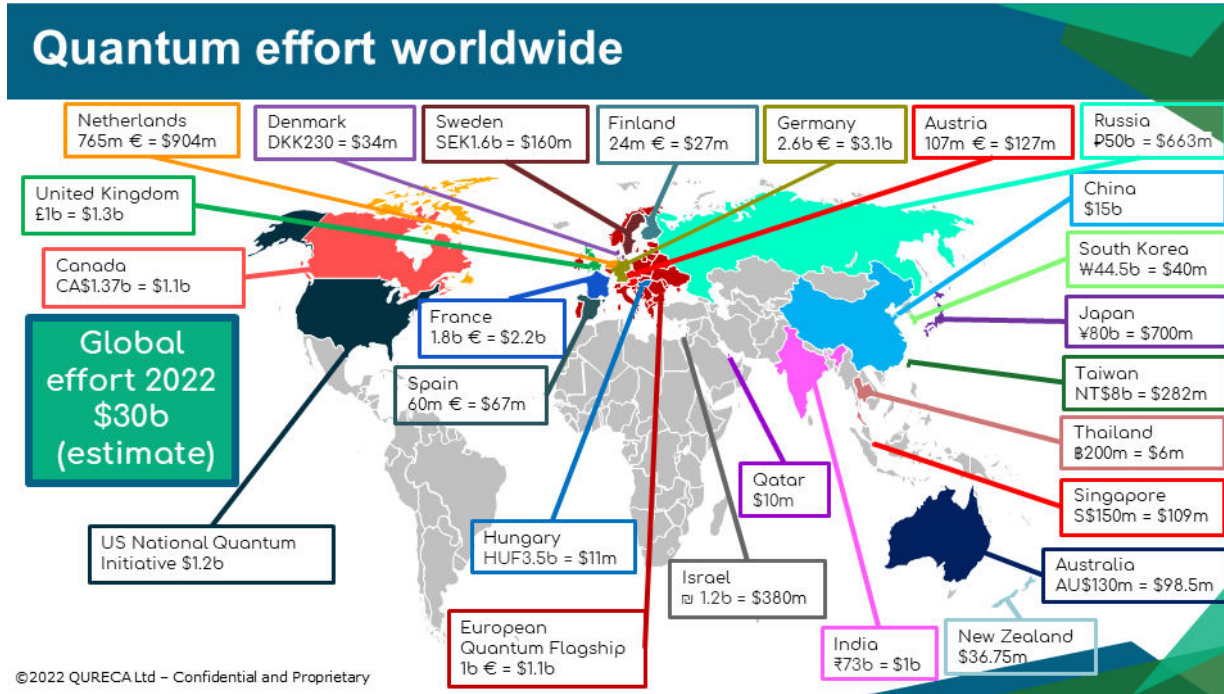 Quantum effort worldwide
Netherlands
765m € = $904m
Denmark
DKK230 = $34m
Sweden
SEK1.6b = $160m
Finland
24m € = $27m
Germany
2.6b € = $3.1b
Austria
107m € = $127m
Russia
₽50b = $663m
United Kingdom
£1b = $1.3b
China
$15b
Canada
CA$1.37b = $1.1b
South Korea
₩44.5b = $40m
France
1.8b € = $2.2b
Japan
¥80b = $700m
Global
effort 2022
$30b
(estimate)
Spain
60m € = $67m
Taiwan
NT$8b = $282m
Thailand
฿200m = $6m
Qatar
$10m
Singapore
S$150m = $109m
US National Quantum
Initiative $1.2b
Hungary
HUF3.5b = $11m
Israel
₪ 1.2b = $380m
Australia
AU$130m = $98.5m
European
Quantum Flagship
1b € = $1.1b
India
₹73b = $1b
New Zealand
$36.75m
©2022 QURECA Ltd – Confidential and Proprietary